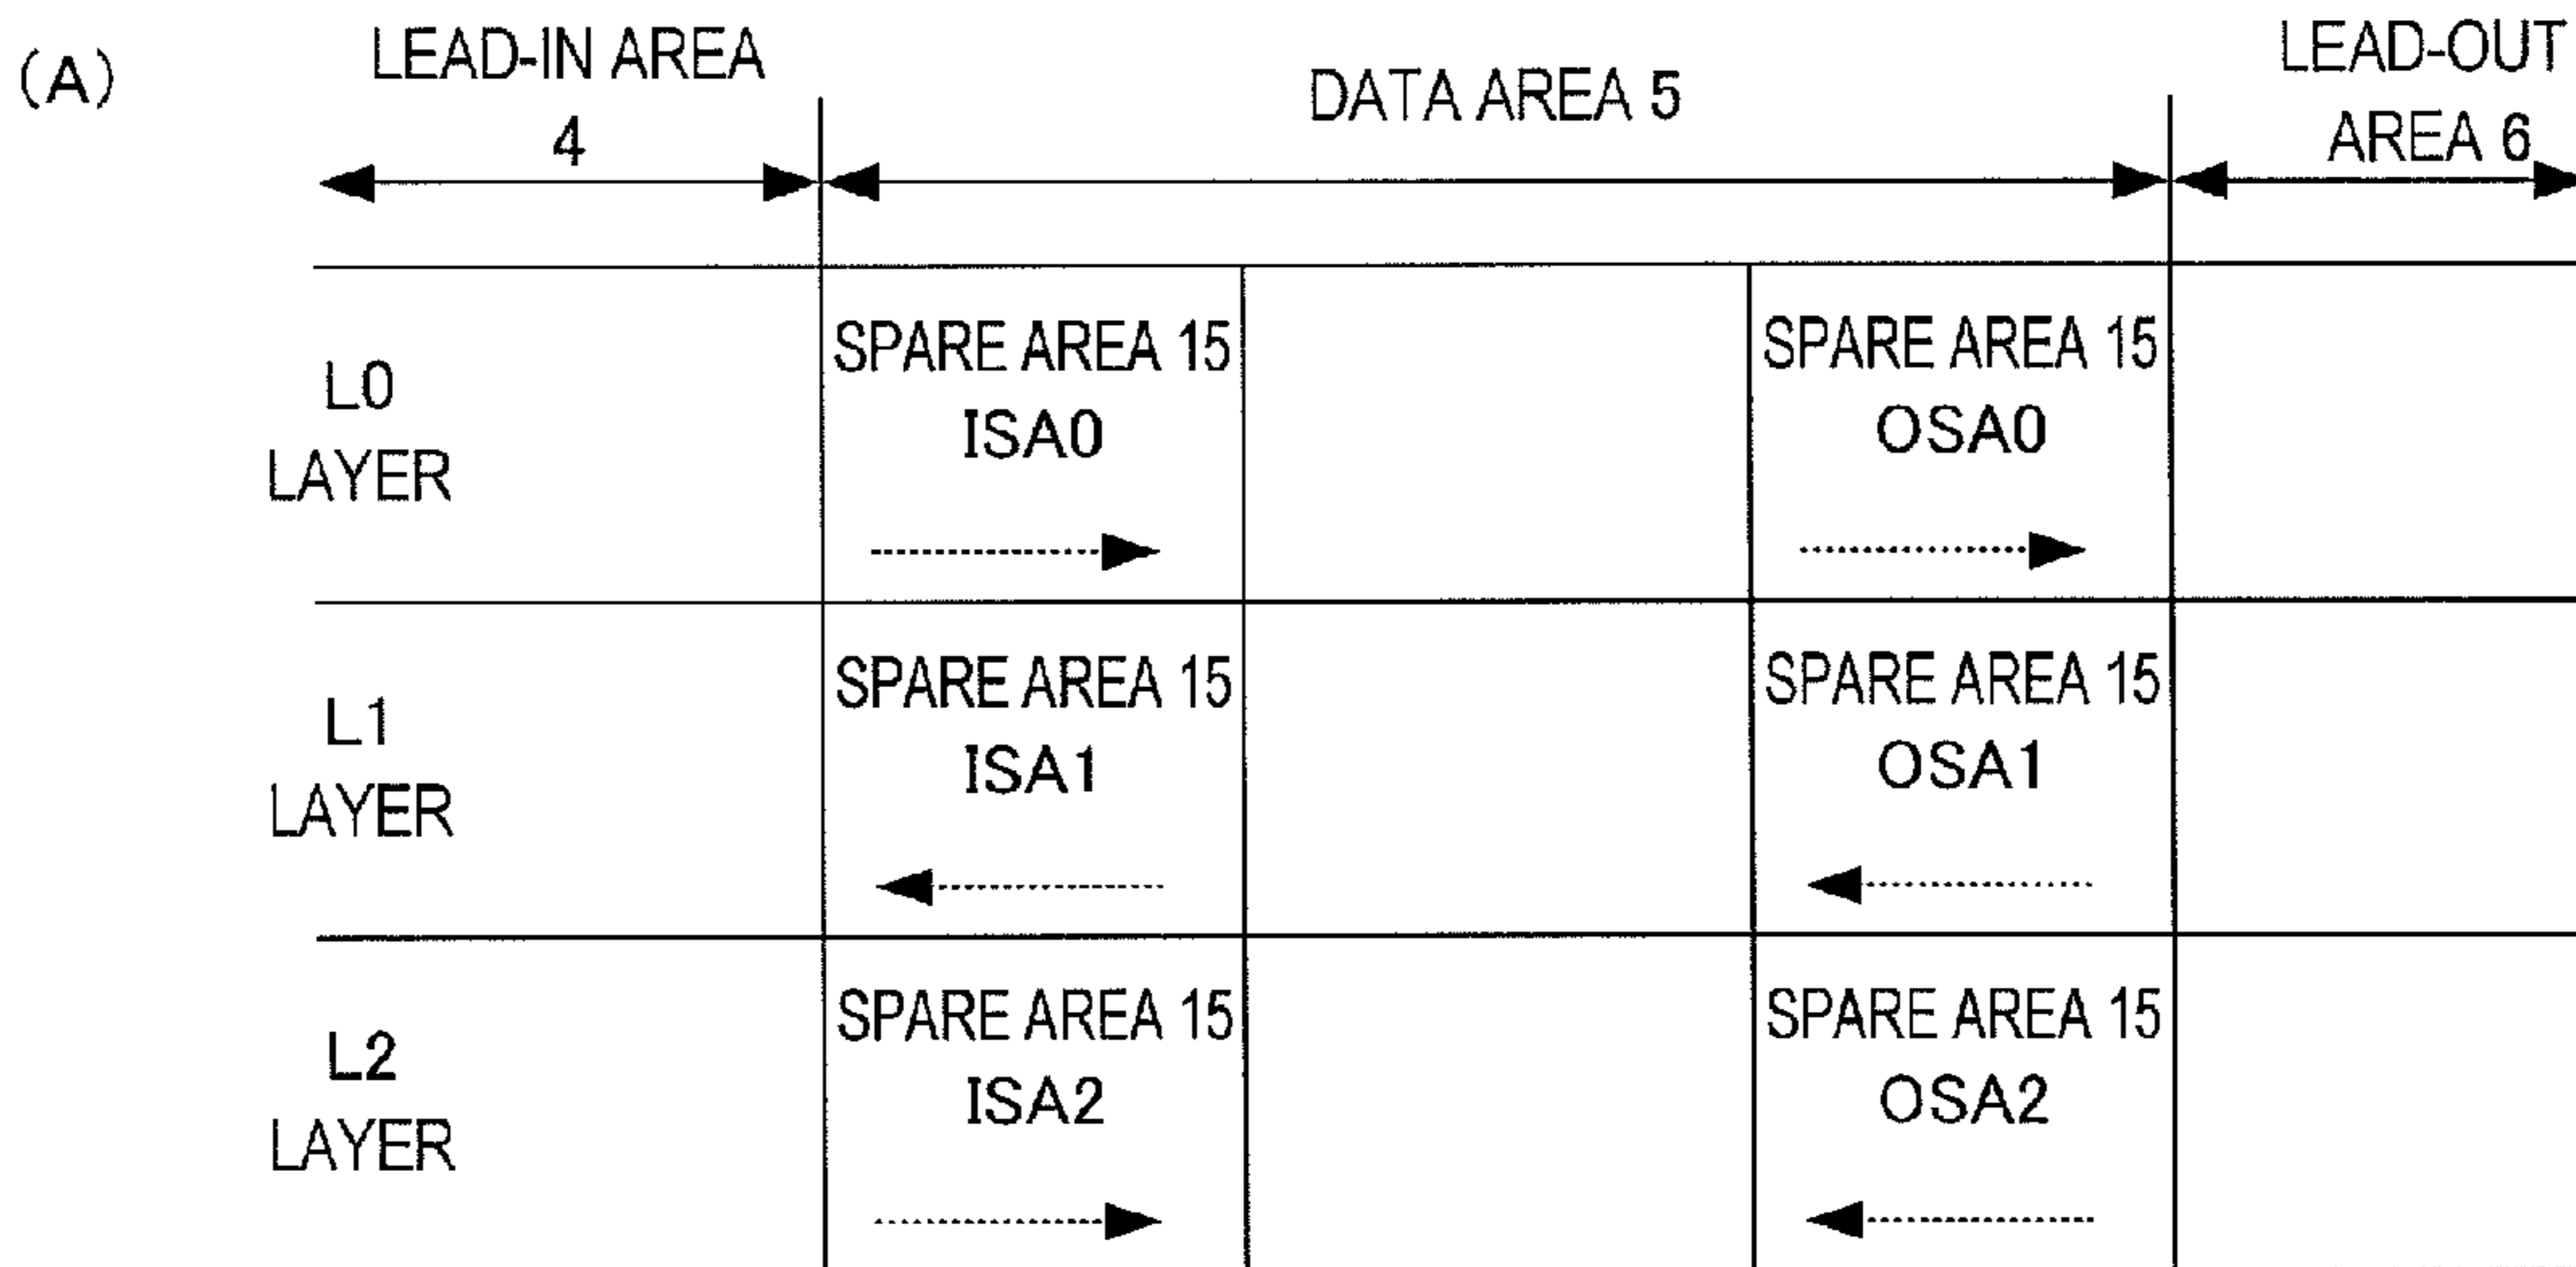 (A)
LEAD-IN AREA
4
DATA AREA 5
LEAD-OUT
AREA 6
L0
LAYER
SPARE AREA 15
ISA0
SPARE AREA 15
OSA0
L1
LAYER
SPARE AREA 15
ISA1
SPARE AREA 15
OSA1
L2
LAYER
SPARE AREA 15
ISA2
SPARE AREA 15
OSA2